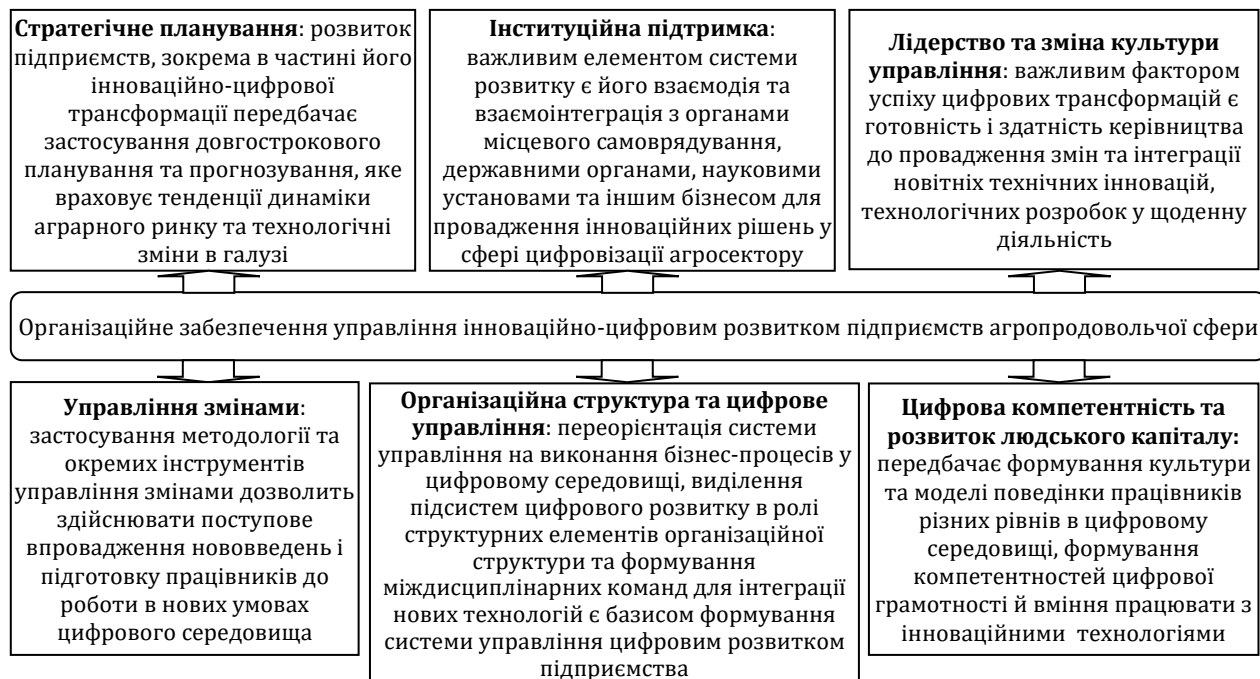 Стратегічне планування: розвиток
підприємств, зокрема в частині його
інноваційно-цифрової
трансформації передбачає
застосування довгострокового
планування та прогнозування, яке
враховує тенденції динаміки
аграрного ринку та технологічні
зміни в галузі
Інституційна підтримка:
важливим елементом системи
розвитку є його взаємодія та
взаємоінтеграція з органами
місцевого самоврядування,
державними органами, науковими
установами та іншим бізнесом для
провадження інноваційних рішень у
сфері цифровізації агросектору
Лідерство та зміна культури
управління: важливим фактором
успіху цифрових трансформацій є
готовність і здатність керівництва
до провадження змін та інтеграції
новітніх технічних інновацій,
технологічних розробок у щоденну
діяльність
Організаційне забезпечення управління інноваційно-цифровим розвитком підприємств агропродовольчої сфери
Управління змінами:
застосування методології та
окремих інструментів
управління змінами дозволить
здійснювати поступове
впровадження нововведень і
підготовку працівників до
роботи в нових умовах
цифрового середовища
Організаційна структура та цифрове
управління: переорієнтація системи
управління на виконання бізнес-процесів у
цифровому середовищі, виділення
підсистем цифрового розвитку в ролі
структурних елементів організаційної
структури та формування
міждисциплінарних команд для інтеграції
нових технологій є базисом формування
системи управління цифровим розвитком
підприємства
Цифрова компетентність та
розвиток людського капіталу:
передбачає формування культури
та моделі поведінки працівників
різних рівнів в цифровому
середовищі, формування
компетентностей цифрової
грамотності й вміння працювати з
інноваційними технологіями